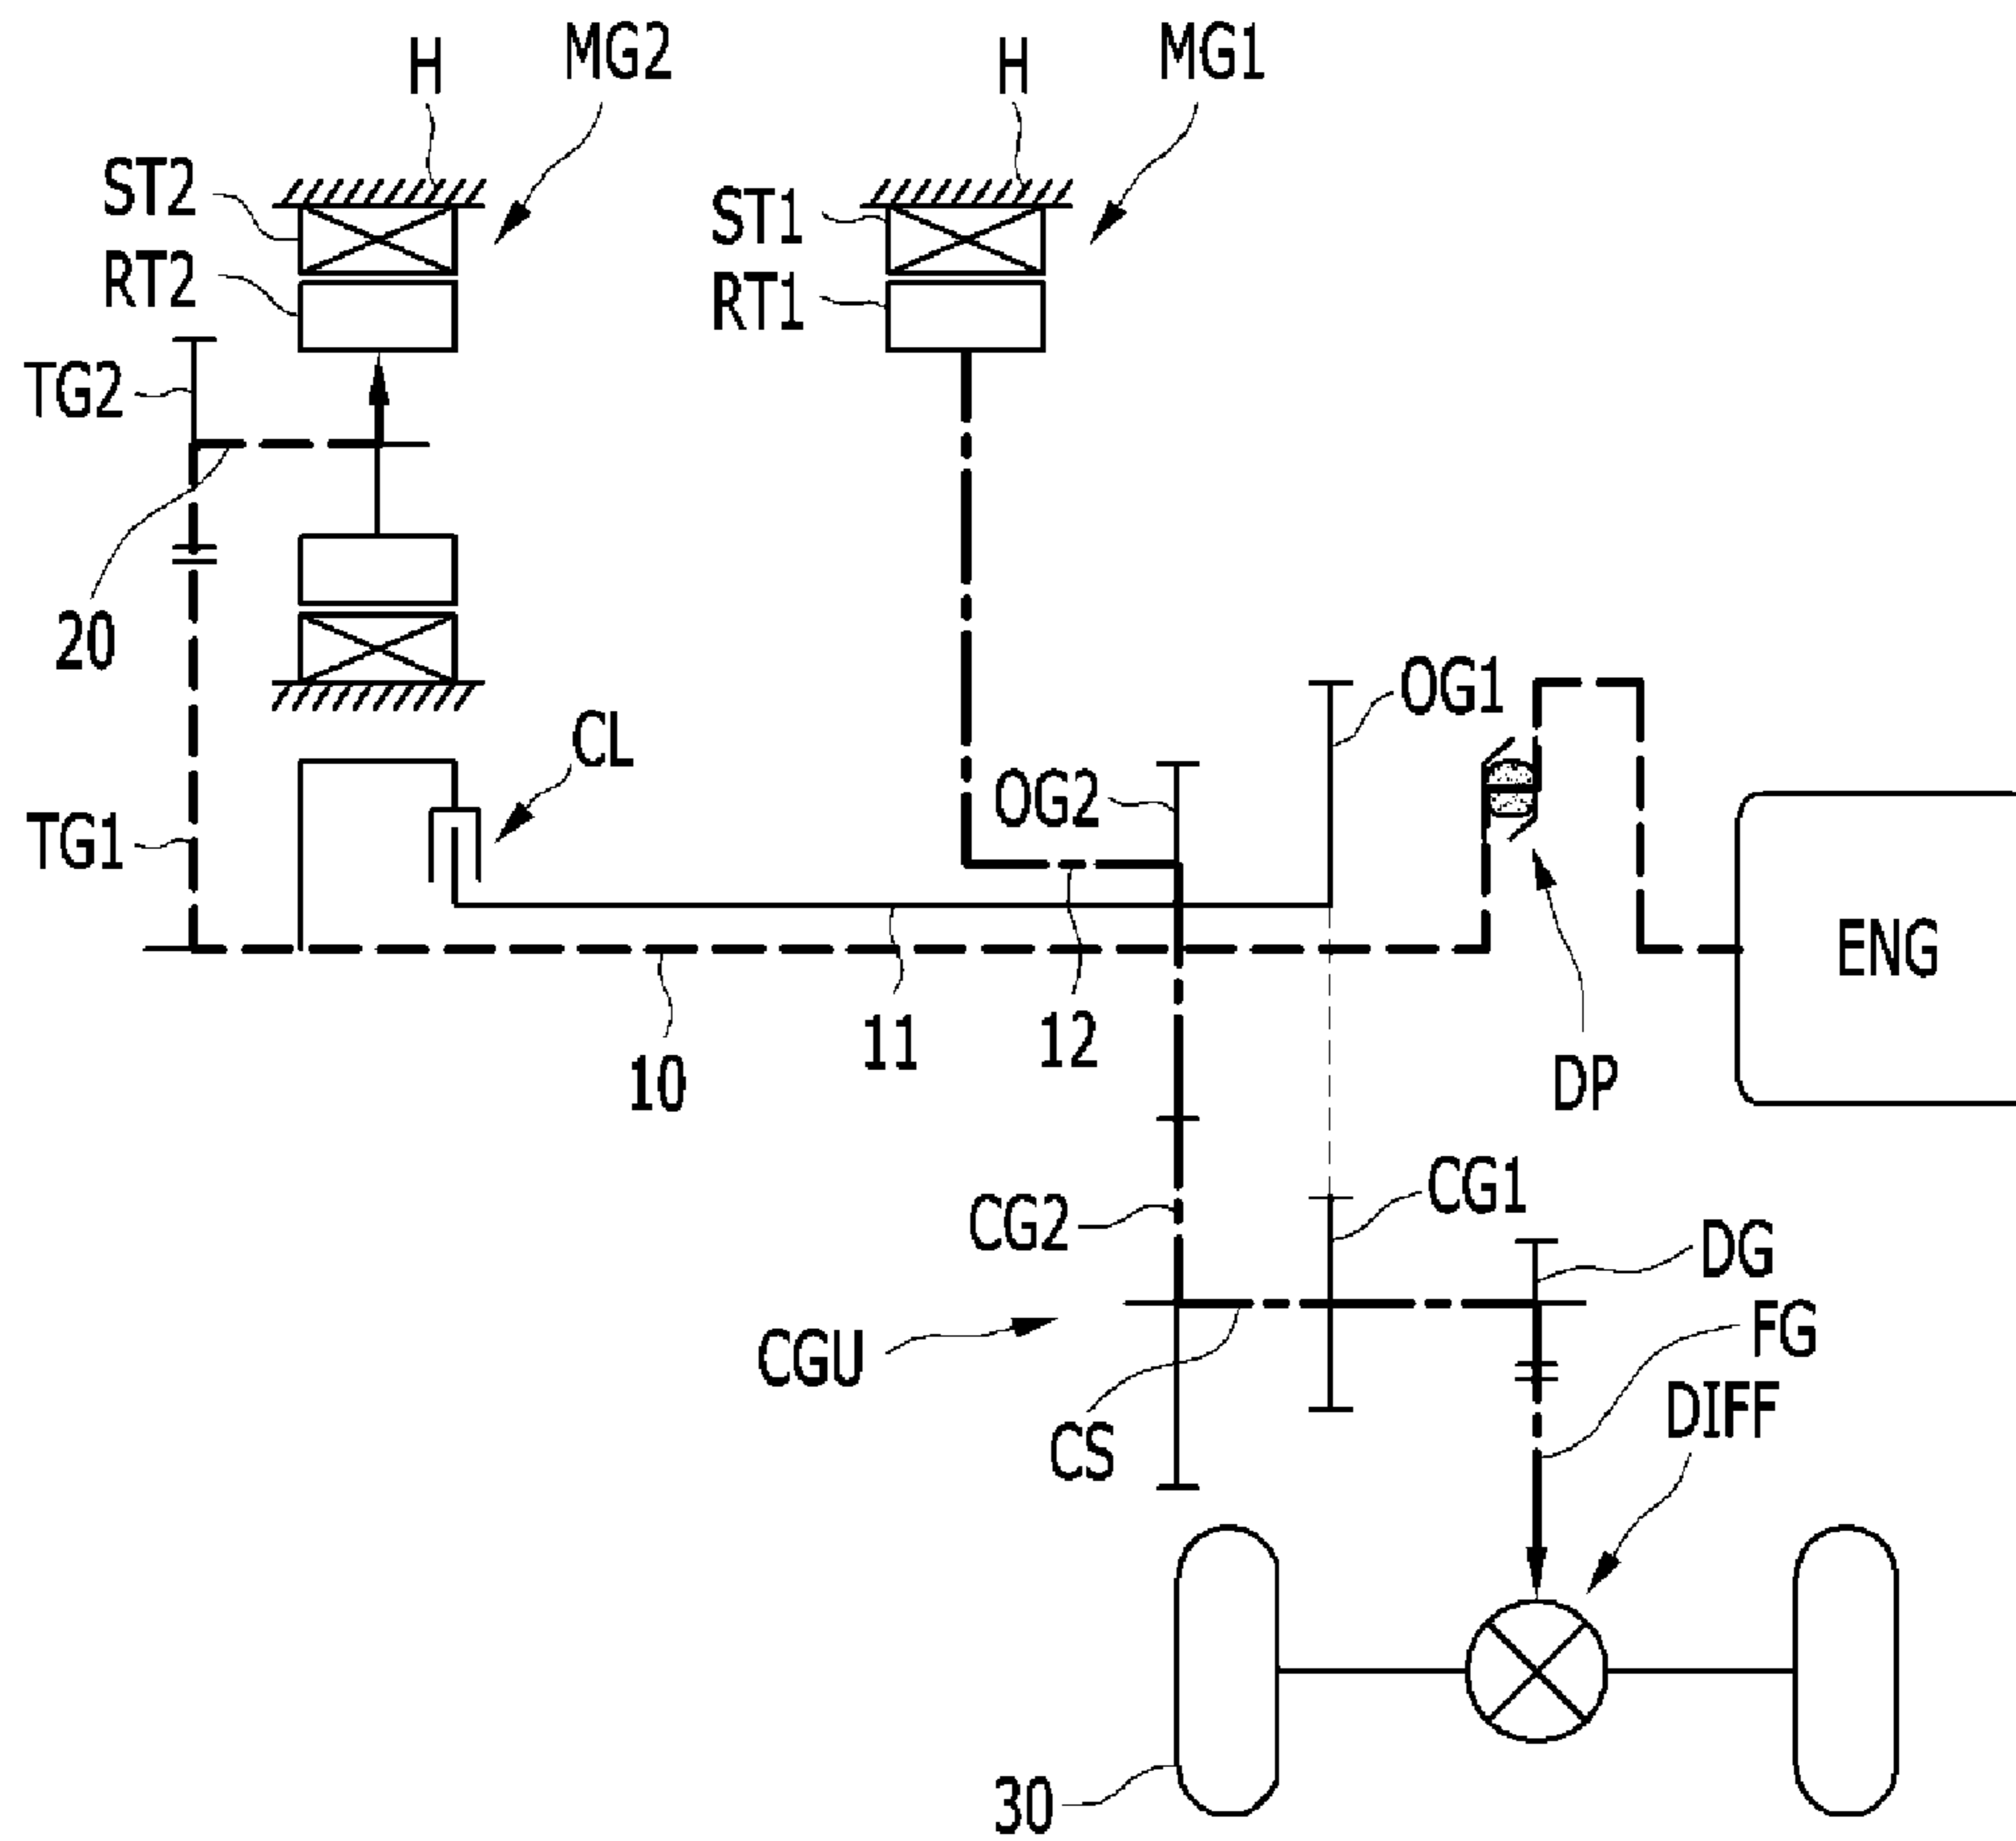 H
MG2
H
MG1
ST2
ST1
RT2
RT1
TG2
20
OG1
CL
OG2
TG1
ENG
11
12
10
DP
CG1
CG2
DG
FG
CGU
DIFF
CS
30